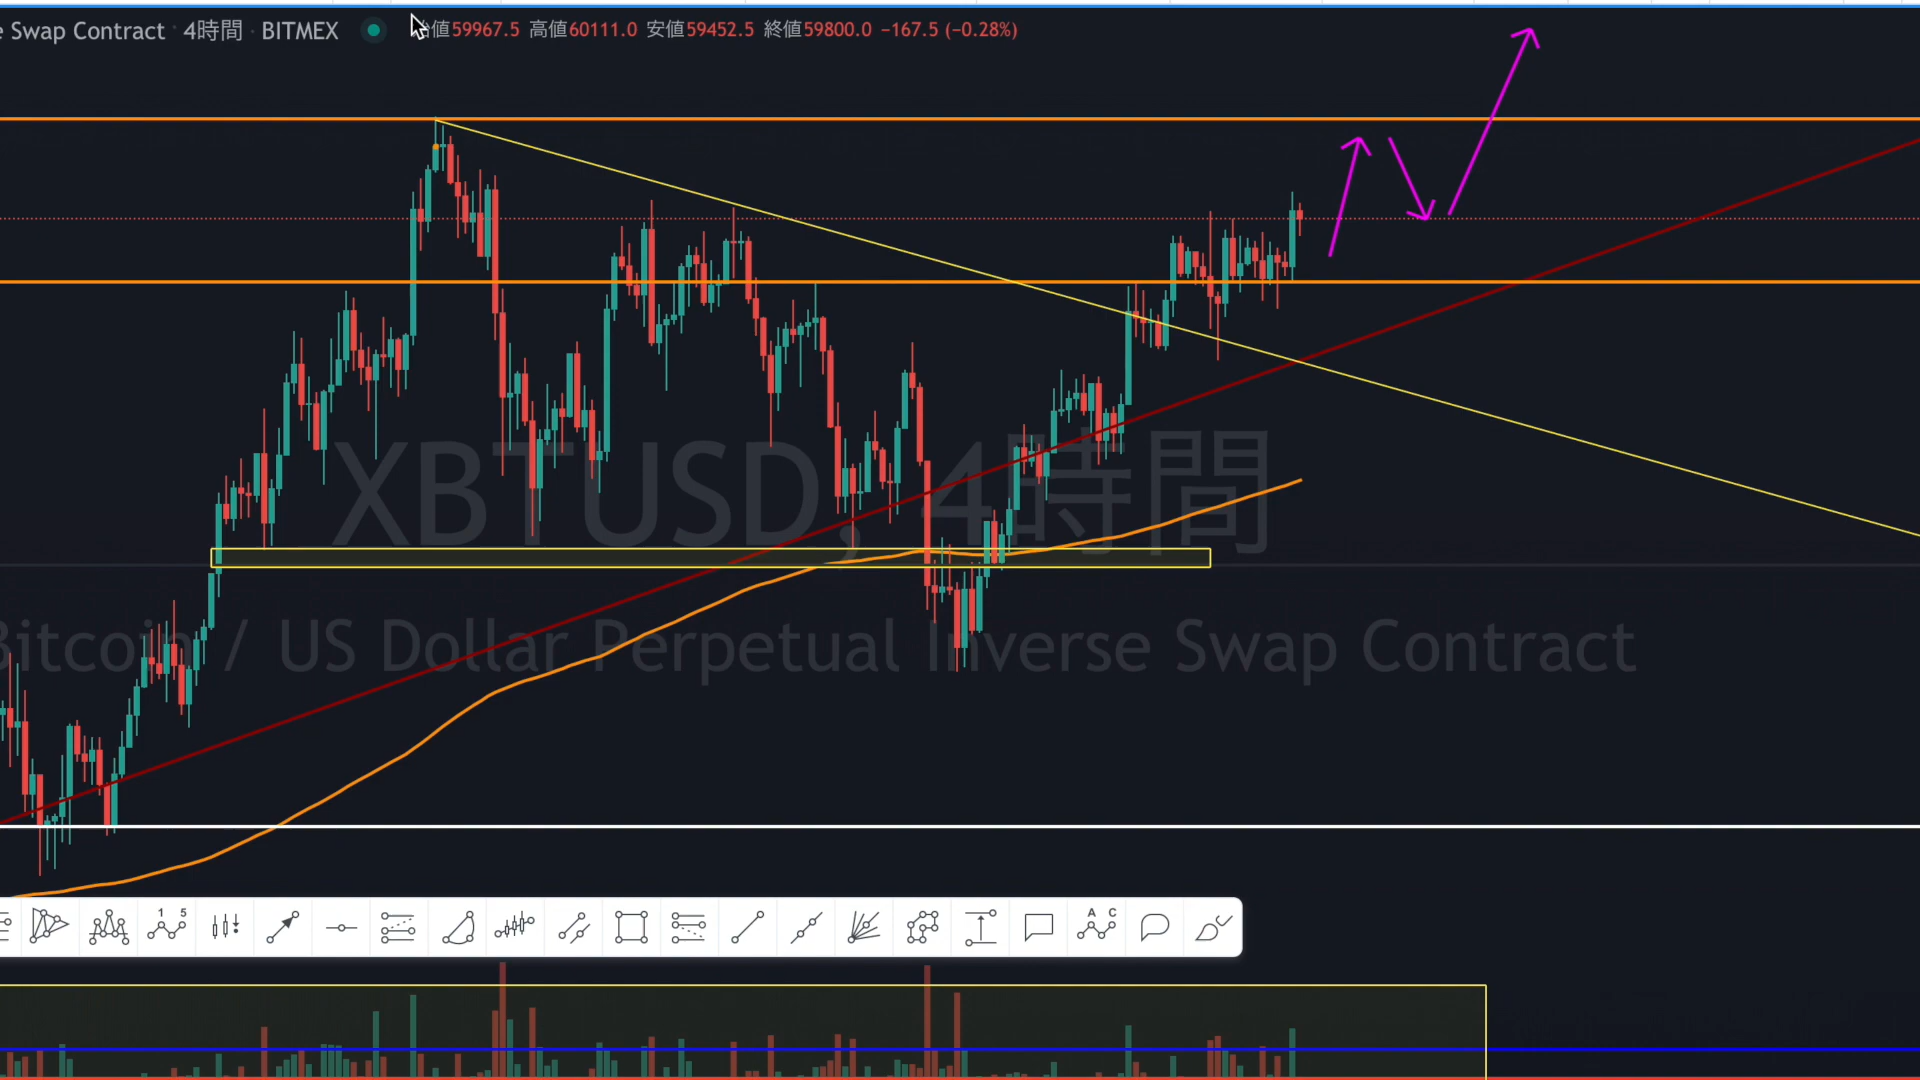 e Swap Contract · 4時間 · BITMEX 始値59967.5 高値60111.0 安値59452.5 終値59800.0 −167.5 (−0.28%)
XBTUSD, 4時間
Bitcoin / US Dollar Perpetual Inverse Swap Contract
1 5
A C